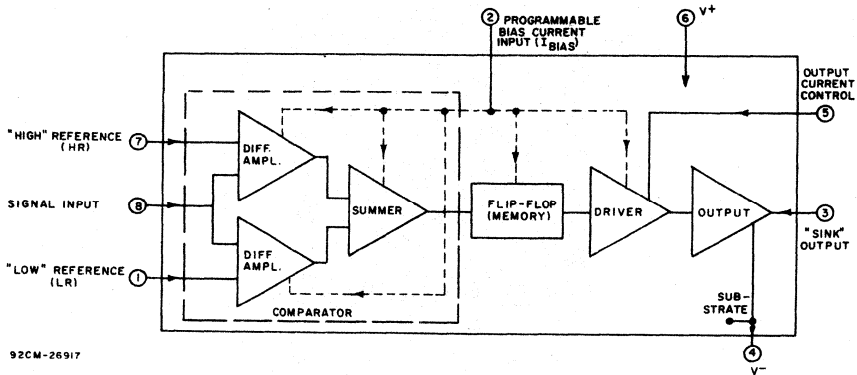 ② PROGRAMMABLE
BIAS CURRENT
INPUT (I BIAS)
⑥ V+
OUTPUT
CURRENT
CONTROL
⑤
"HIGH" REFERENCE
(HR)
⑦
DIFF.
AMPL.
SIGNAL INPUT
⑧
SUMMER
FLIP-FLOP
(MEMORY)
DRIVER
OUTPUT
③
"SINK"
OUTPUT
"LOW" REFERENCE
(LR)
①
DIFF.
AMPL.
COMPARATOR
SUB-
STRATE
④
V-
92CM-26917